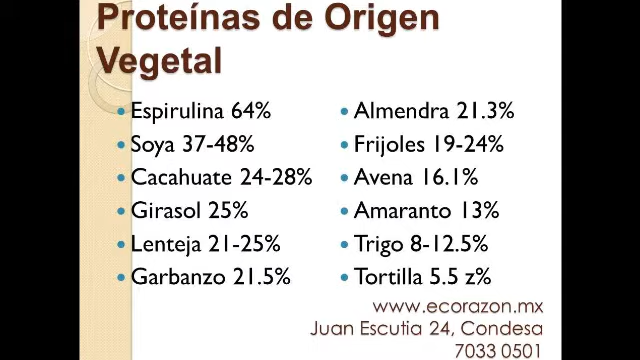 Proteínas de Origen
Vegetal
Espirulina 64%
Soya 37-48%
Cacahuate 24-28%
Girasol 25%
Lenteja 21-25%
Garbanzo 21.5%
Almendra 21.3%
Frijoles 19-24%
Avena 16.1%
Amaranto 13%
Trigo 8-12.5%
Tortilla 5.5 z%
www.ecorazon.mx
Juan Escutia 24, Condesa
7033 0501